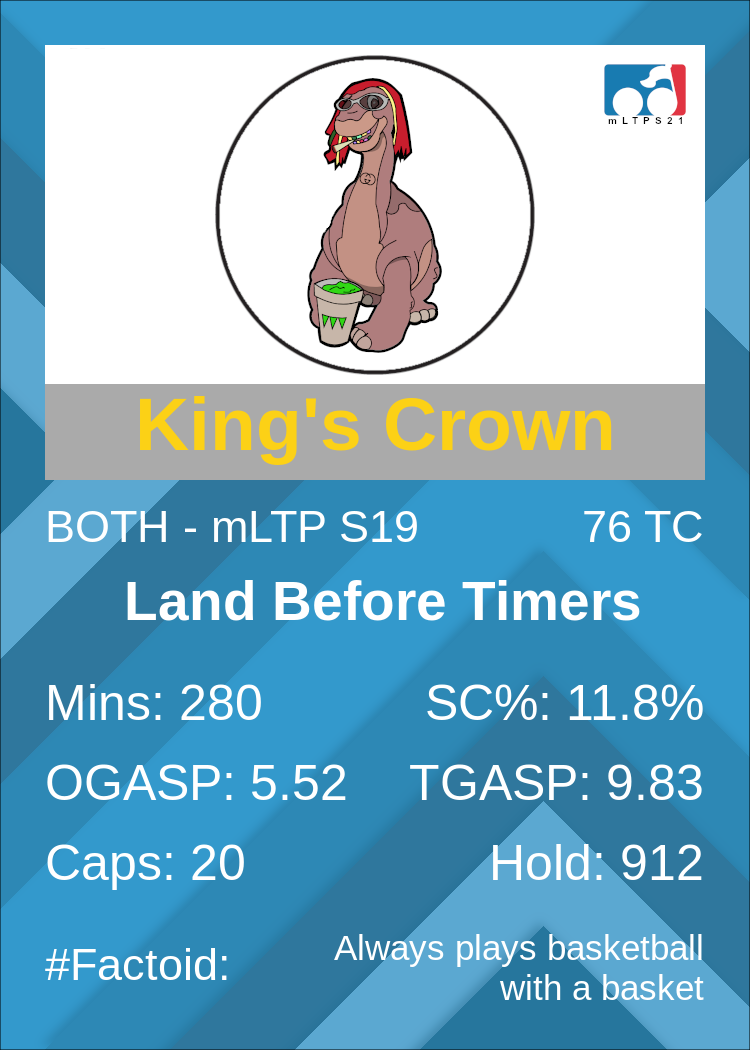 mLTPS21
King's Crown
BOTH - mLTP S19 76 TC
Land Before Timers
Mins: 280 SC%: 11.8%
OGASP: 5.52 TGASP: 9.83
Caps: 20 Hold: 912
#Factoid: Always plays basketball
with a basket